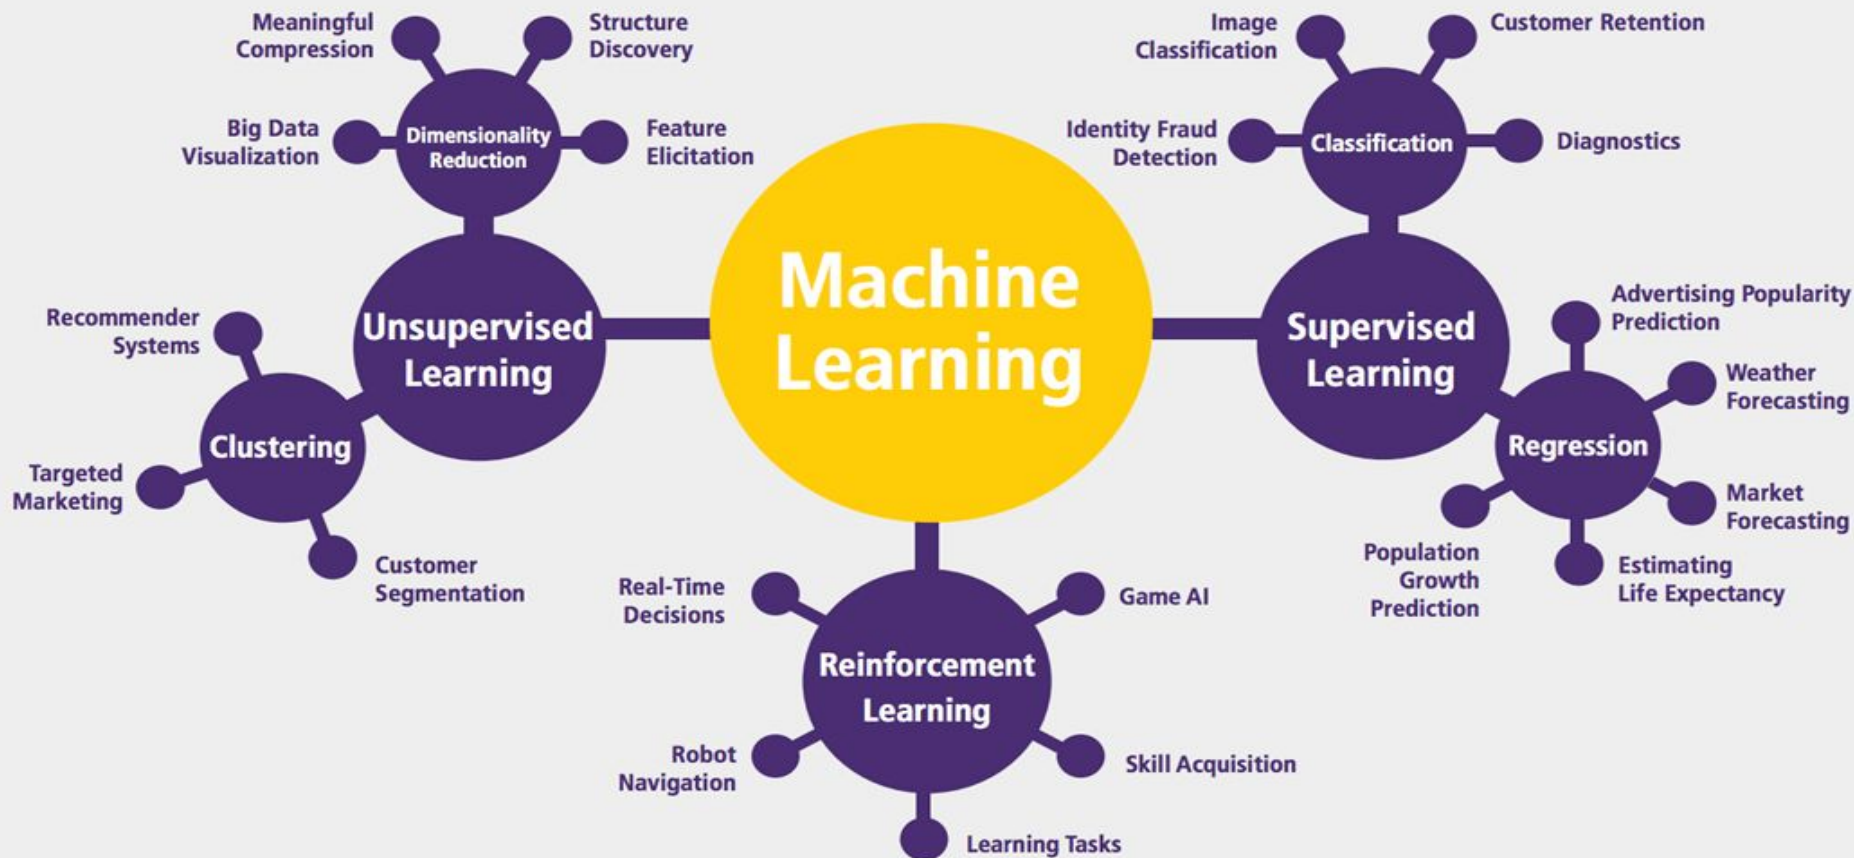 Meaningful
Compression
Structure
Discovery
Big Data
Visualization
Dimensionality
Reduction
Feature
Elicitation
Unsupervised
Learning
Recommender
Systems
Clustering
Targeted
Marketing
Customer
Segmentation
Machine
Learning
Image
Classification
Customer Retention
Identity Fraud
Detection
Classification
Diagnostics
Supervised
Learning
Advertising Popularity
Prediction
Weather
Forecasting
Regression
Market
Forecasting
Population
Growth
Prediction
Estimating
Life Expectancy
Real-Time
Decisions
Game AI
Reinforcement
Learning
Robot
Navigation
Skill Acquisition
Learning Tasks